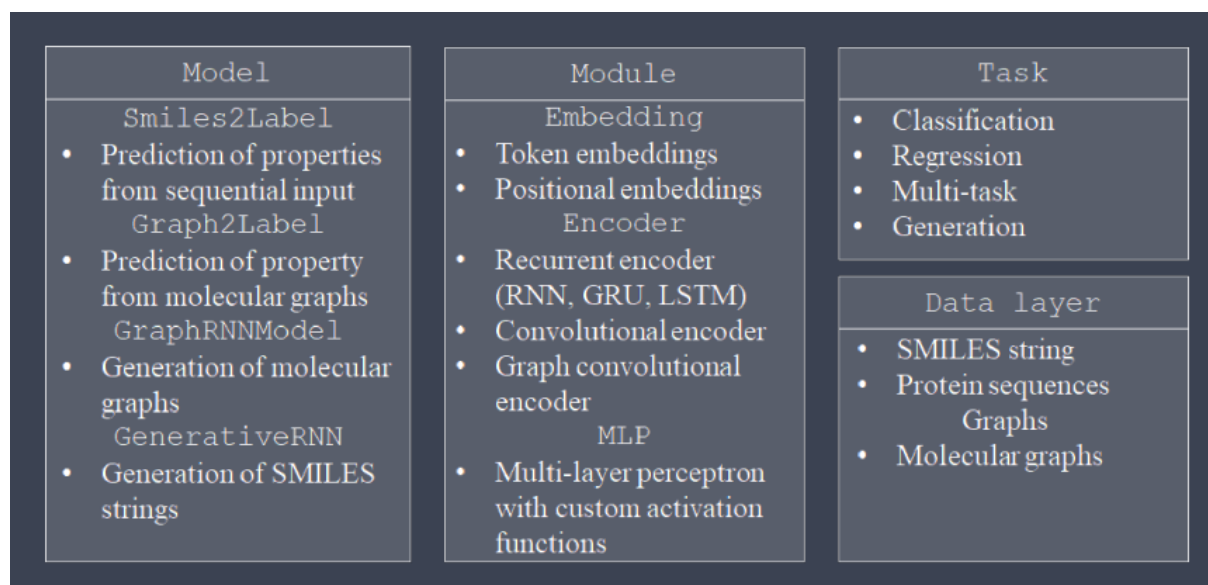 Model
Smiles2Label
• Prediction of properties
from sequential input
Graph2Label
• Prediction of property
from molecular graphs
GraphRNNModel
• Generation of molecular
graphs
GenerativeRNN
• Generation of SMILES
strings
Module
Embedding
• Token embeddings
• Positional embeddings
Encoder
• Recurrent encoder
(RNN, GRU, LSTM)
• Convolutional encoder
• Graph convolutional
encoder
MLP
• Multi-layer perceptron
with custom activation
functions
Task
• Classification
• Regression
• Multi-task
• Generation
Data layer
• SMILES string
• Protein sequences
Graphs
• Molecular graphs